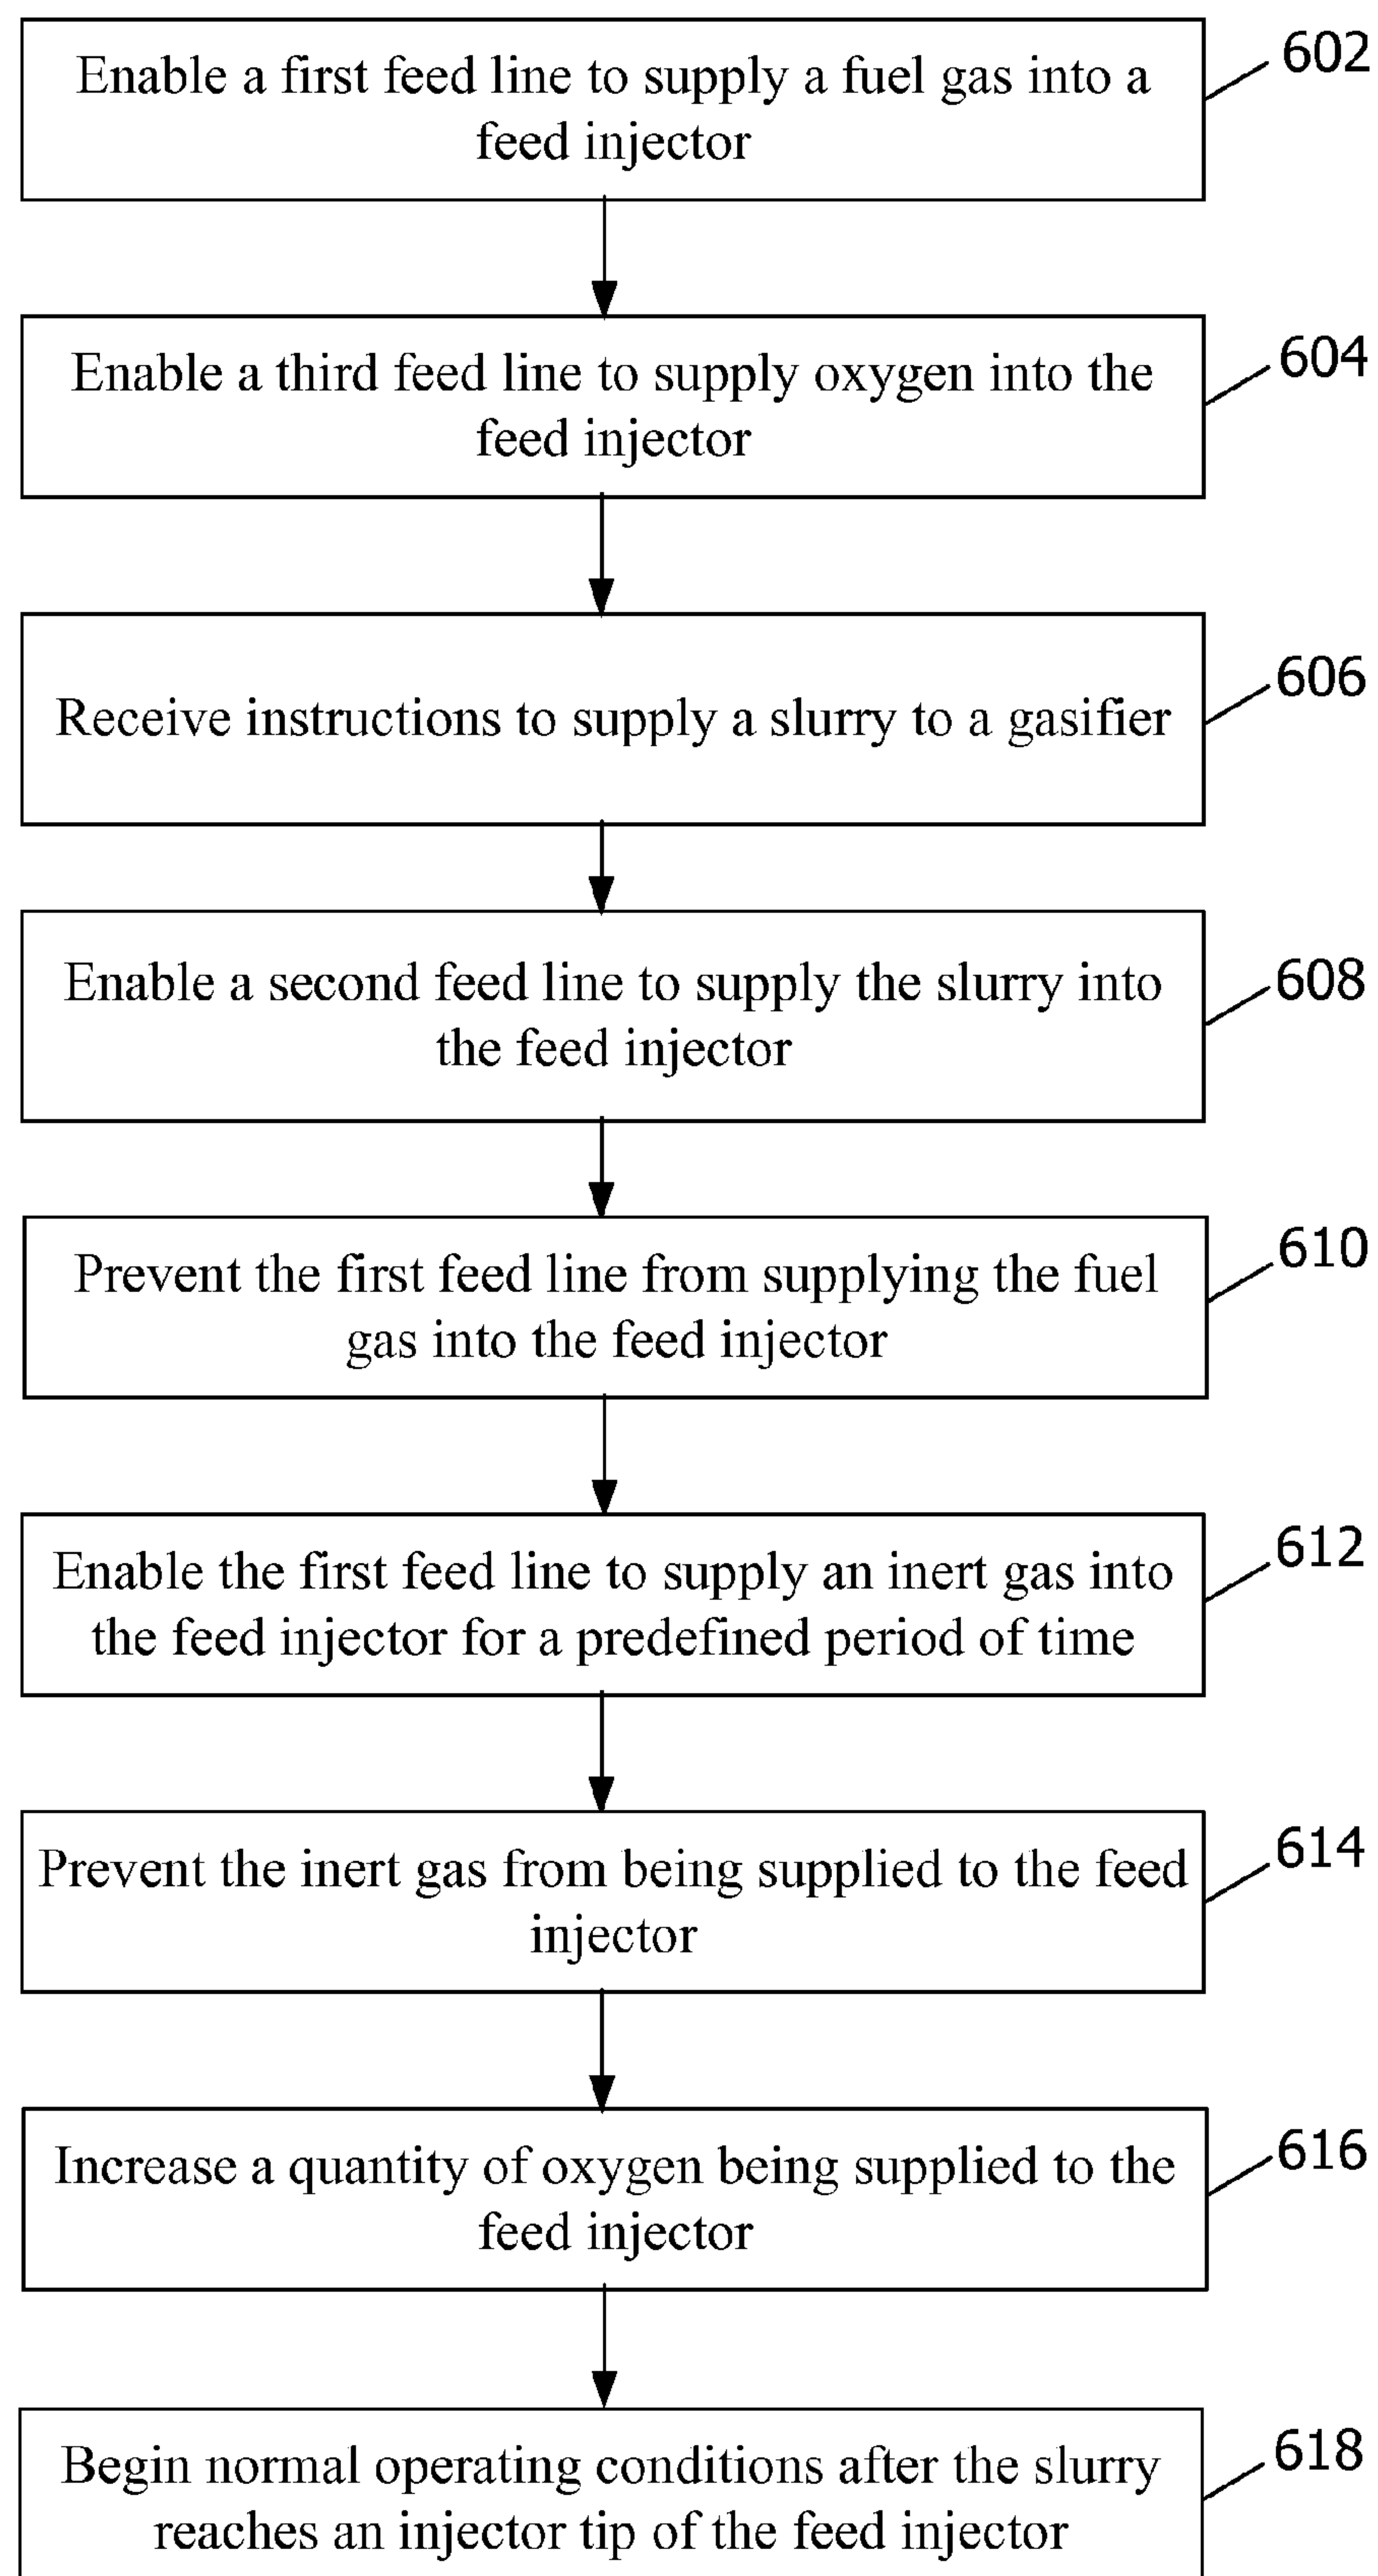 Enable a first feed line to supply a fuel gas into a
feed injector
602
Enable a third feed line to supply oxygen into the
feed injector
604
Receive instructions to supply a slurry to a gasifier
606
Enable a second feed line to supply the slurry into
the feed injector
608
Prevent the first feed line from supplying the fuel
gas into the feed injector
610
Enable the first feed line to supply an inert gas into
the feed injector for a predefined period of time
612
Prevent the inert gas from being supplied to the feed
injector
614
Increase a quantity of oxygen being supplied to the
feed injector
616
Begin normal operating conditions after the slurry
reaches an injector tip of the feed injector
618